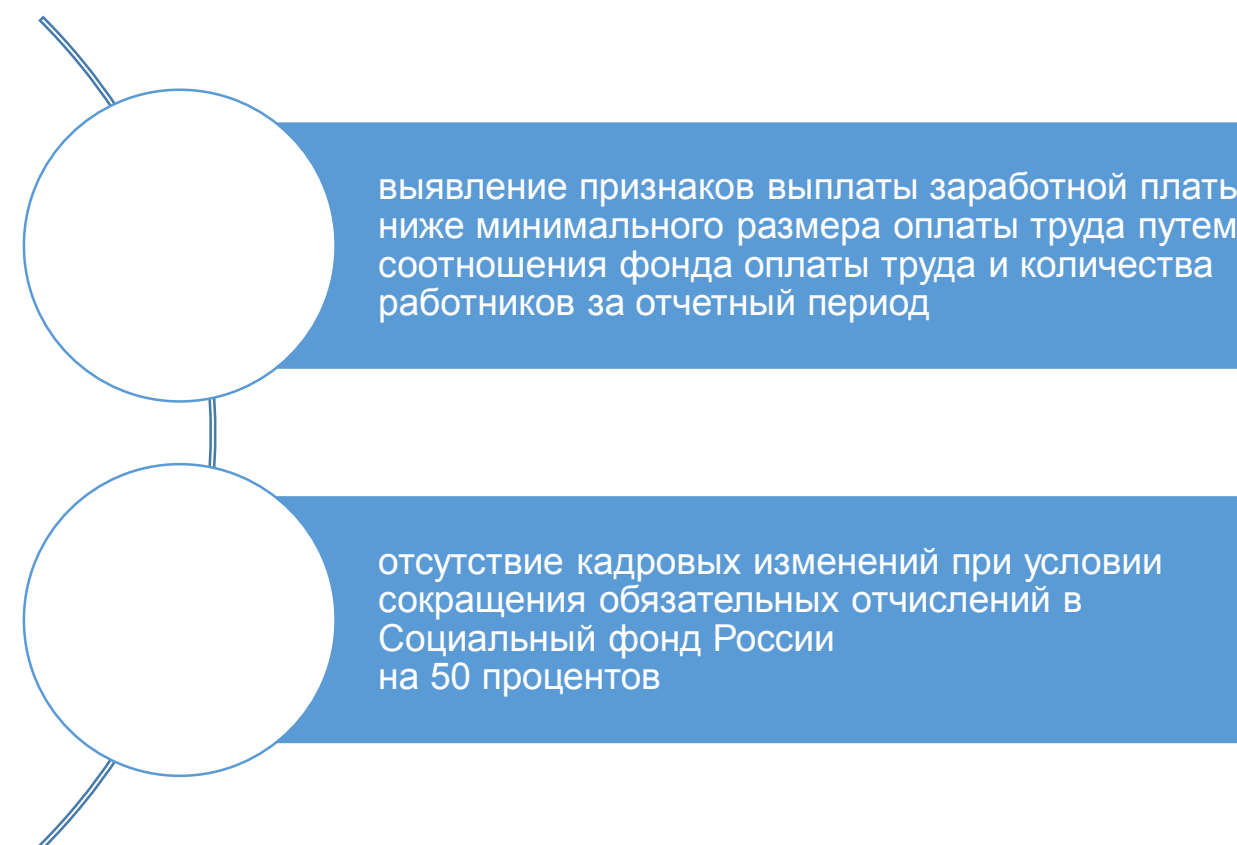 выявление признаков выплаты заработной платы
ниже минимального размера оплаты труда путем
соотношения фонда оплаты труда и количества
работников за отчетный период
отсутствие кадровых изменений при условии
сокращения обязательных отчислений в
Социальный фонд России
на 50 процентов